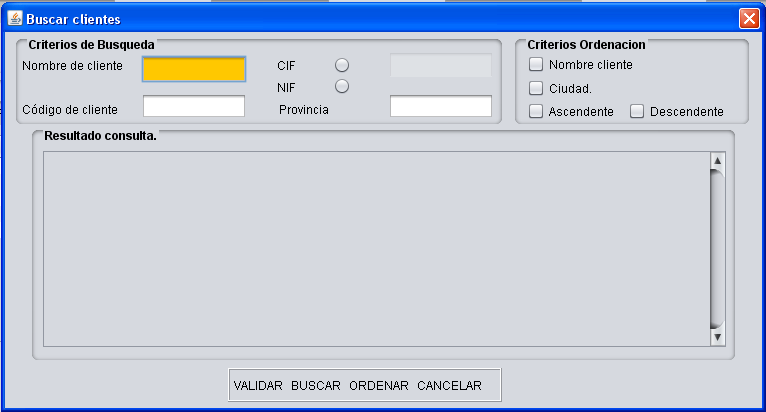 Buscar clientes
Criterios de Busqueda
Nombre de cliente
CIF
NIF
Código de cliente
Provincia
Criterios Ordenacion
Nombre cliente
Ciudad.
Ascendente Descendente
Resultado consulta.
VALIDAR BUSCAR ORDENAR CANCELAR